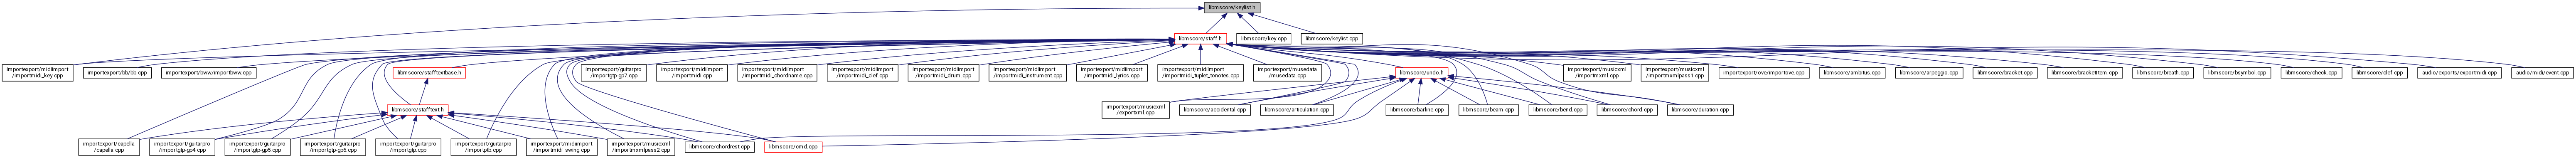 libmscore/keylist.h
libmscore/staff.h
libmscore/key.cpp
libmscore/keylist.cpp
importexport/midiimport
/importmidi_key.cpp
importexport/bb/bb.cpp
importexport/bww/importbww.cpp
libmscore/stafftextbase.h
importexport/guitarpro
/importgtp-gp7.cpp
importexport/midiimport
/importmidi.cpp
importexport/midiimport
/importmidi_chordname.cpp
importexport/midiimport
/importmidi_clef.cpp
importexport/midiimport
/importmidi_drum.cpp
importexport/midiimport
/importmidi_instrument.cpp
importexport/midiimport
/importmidi_lyrics.cpp
importexport/midiimport
/importmidi_tuplet_tonotes.cpp
importexport/musedata
/musedata.cpp
libmscore/undo.h
importexport/musicxml
/importmxml.cpp
importexport/musicxml
/importmxmlpass1.cpp
importexport/ove/importove.cpp
libmscore/ambitus.cpp
libmscore/arpeggio.cpp
libmscore/bracket.cpp
libmscore/bracketItem.cpp
libmscore/breath.cpp
libmscore/bsymbol.cpp
libmscore/check.cpp
libmscore/clef.cpp
audio/exports/exportmidi.cpp
audio/midi/event.cpp
libmscore/stafftext.h
importexport/musicxml
/exportxml.cpp
libmscore/accidental.cpp
libmscore/articulation.cpp
libmscore/barline.cpp
libmscore/beam.cpp
libmscore/bend.cpp
libmscore/chord.cpp
libmscore/duration.cpp
importexport/capella
/capella.cpp
importexport/guitarpro
/importgtp-gp4.cpp
importexport/guitarpro
/importgtp-gp5.cpp
importexport/guitarpro
/importgtp-gp6.cpp
importexport/guitarpro
/importgtp.cpp
importexport/guitarpro
/importptb.cpp
importexport/midiimport
/importmidi_swing.cpp
importexport/musicxml
/importmxmlpass2.cpp
libmscore/chordrest.cpp
libmscore/cmd.cpp